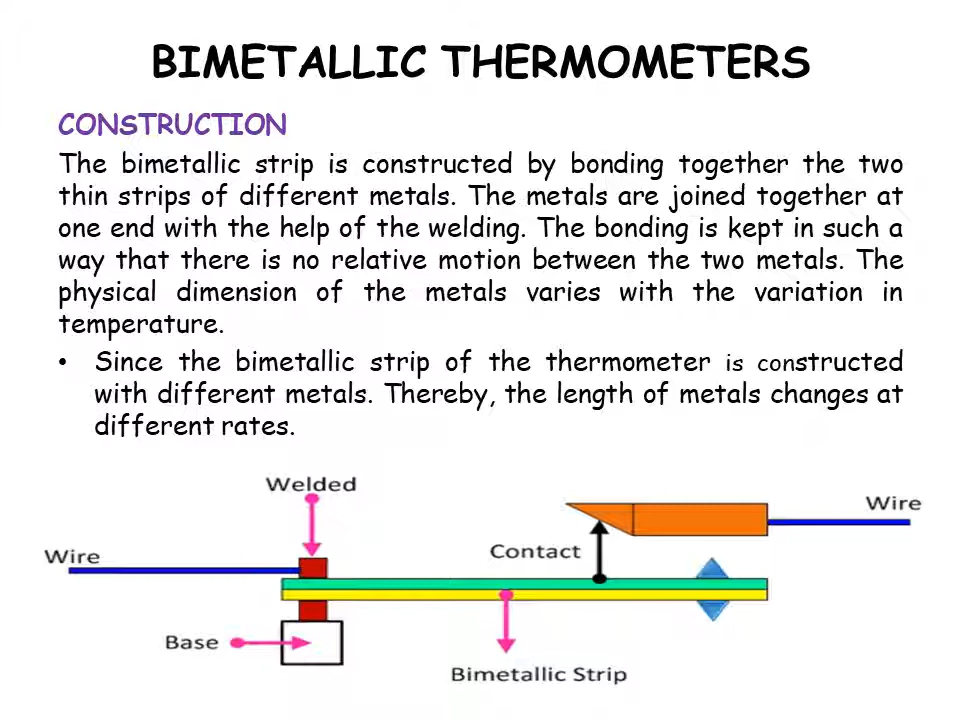 BIMETALLIC THERMOMETERS
CONSTRUCTION
The bimetallic strip is constructed by bonding together the two
thin strips of different metals. The metals are joined together at
one end with the help of the welding. The bonding is kept in such a
way that there is no relative motion between the two metals. The
physical dimension of the metals varies with the variation in
temperature.
• Since the bimetallic strip of the thermometer is constructed
with different metals. Thereby, the length of metals changes at
different rates.
Welded
Wire
Contact
Wire
Base
Bimetallic Strip